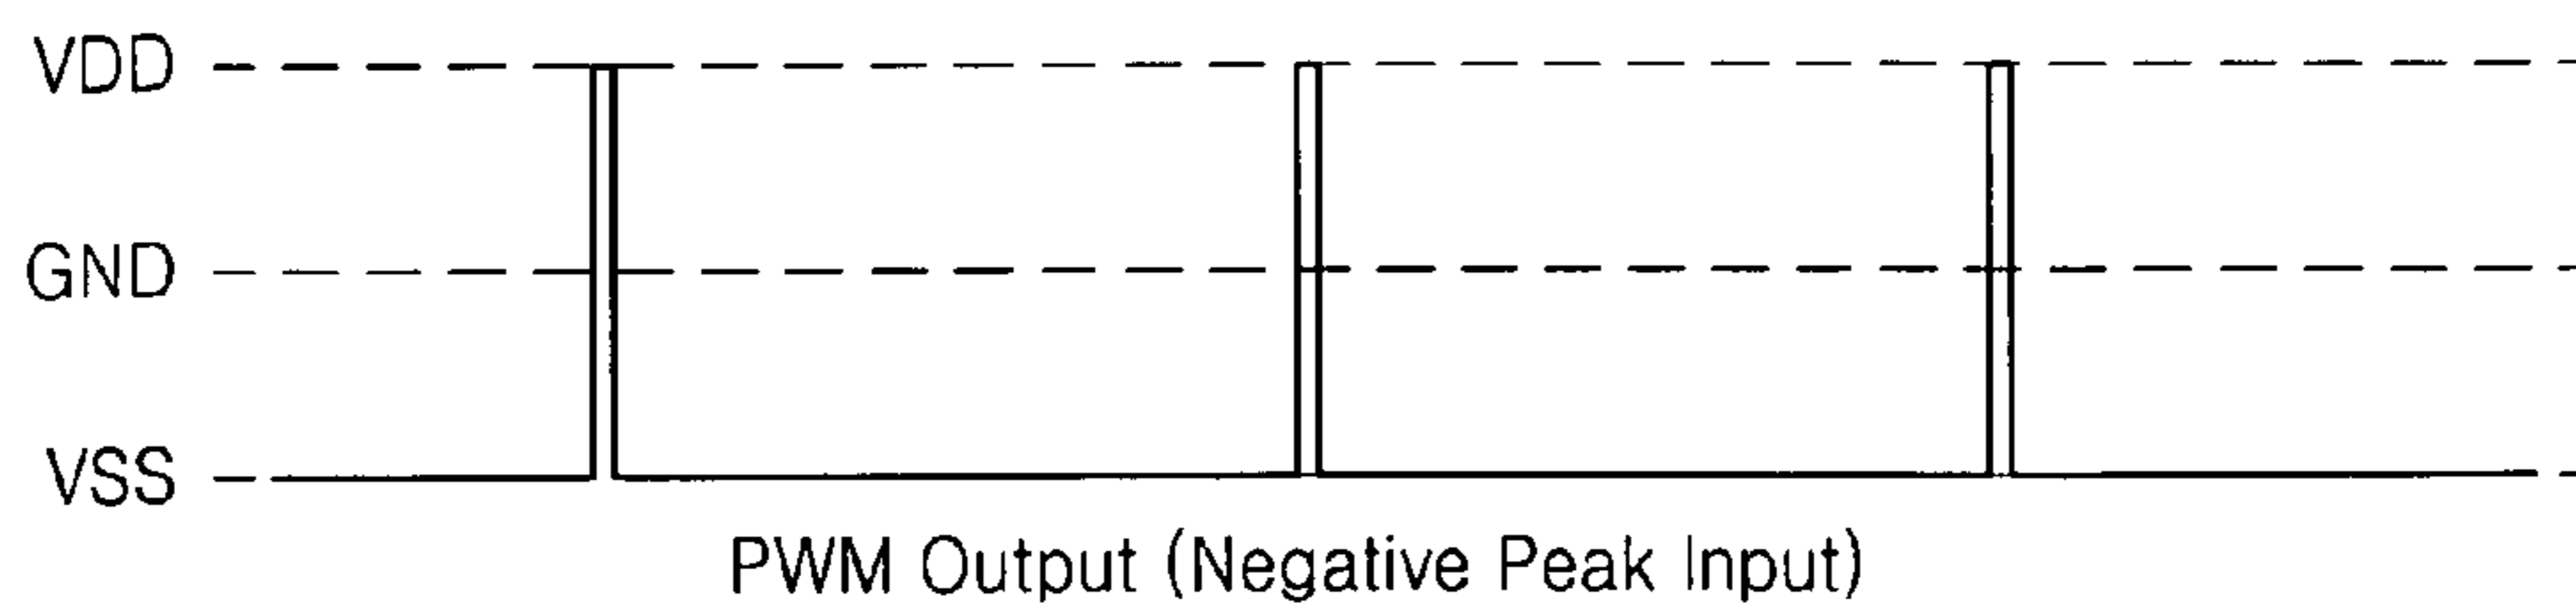 VDD
GND
VSS
PWM Output (Negative Peak Input)